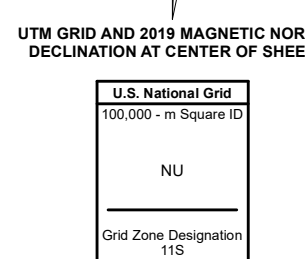 UTM GRID AND 2019 MAGNETIC NOR
DECLINATION AT CENTER OF SHEE
U.S. National Grid
100,000 - m Square ID
NU
Grid Zone Designation
11S